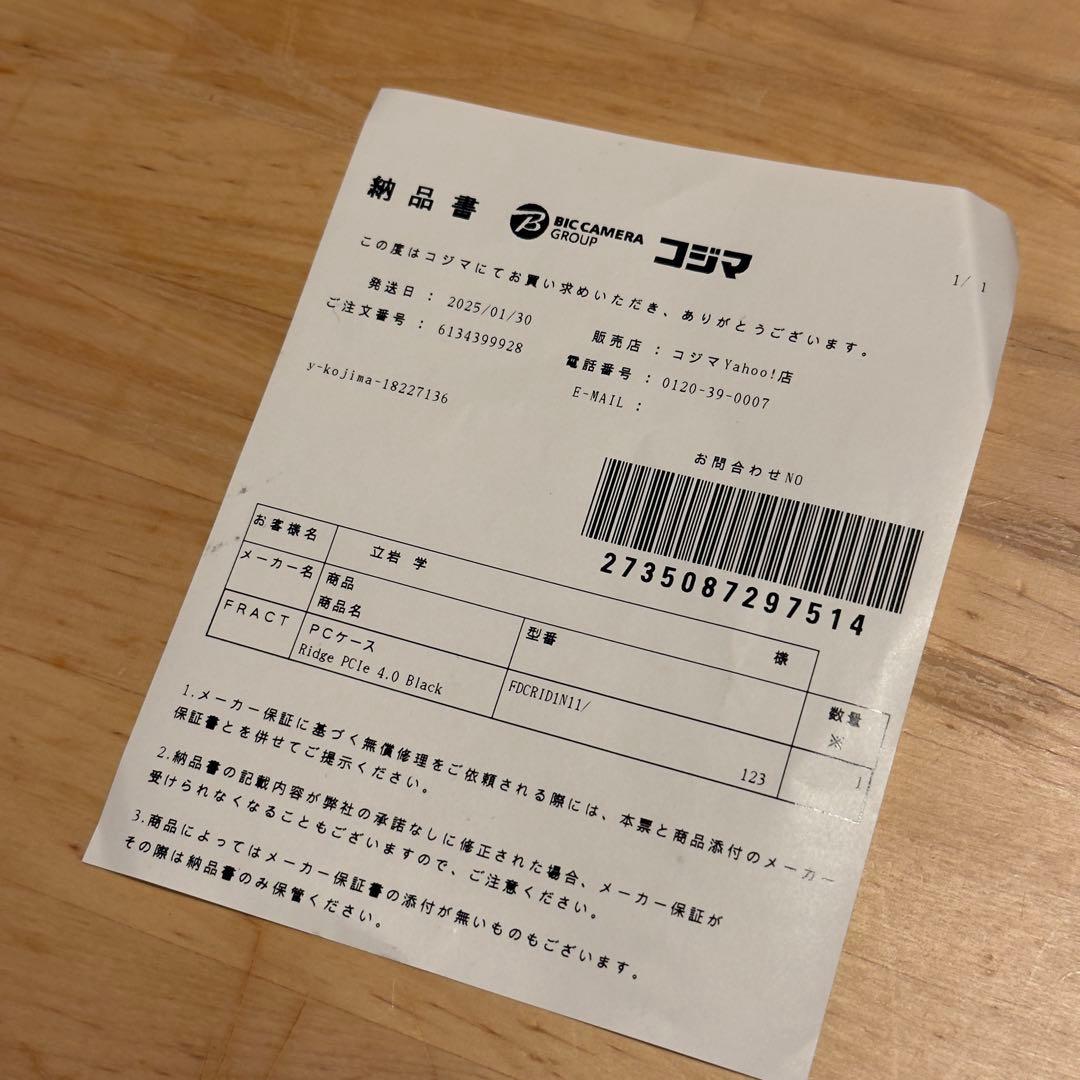 納品書 BIC CAMERA GROUP コジマ
1/ 1
この度はコジマにてお買い求めいただき、ありがとうございます。
発送日 : 2025/01/30
ご注文番号 : 6134399928
販売店 : コジマYahoo!店
電話番号 : 0120-39-0007
E-MAIL :
y-kojima-18227136
お問合わせNO
2735087297514
お客様名 立岩 学 様
メーカー名 商品 型番 数量
商品名 ※
FRACT PCケース FDCRID1N11/ 1
Ridge PCIe 4.0 Black 123
1.メーカー保証に基づく無償修理をご依頼される際には、本票と商品添付のメーカー
保証書とを併せてご提示ください。
2.納品書の記載内容が弊社の承諾なしに修正された場合、メーカー保証が
受けられなくなることもございますので、ご注意ください。
3.商品によってはメーカー保証書の添付が無いものもございます。
その際は納品書のみ保管ください。